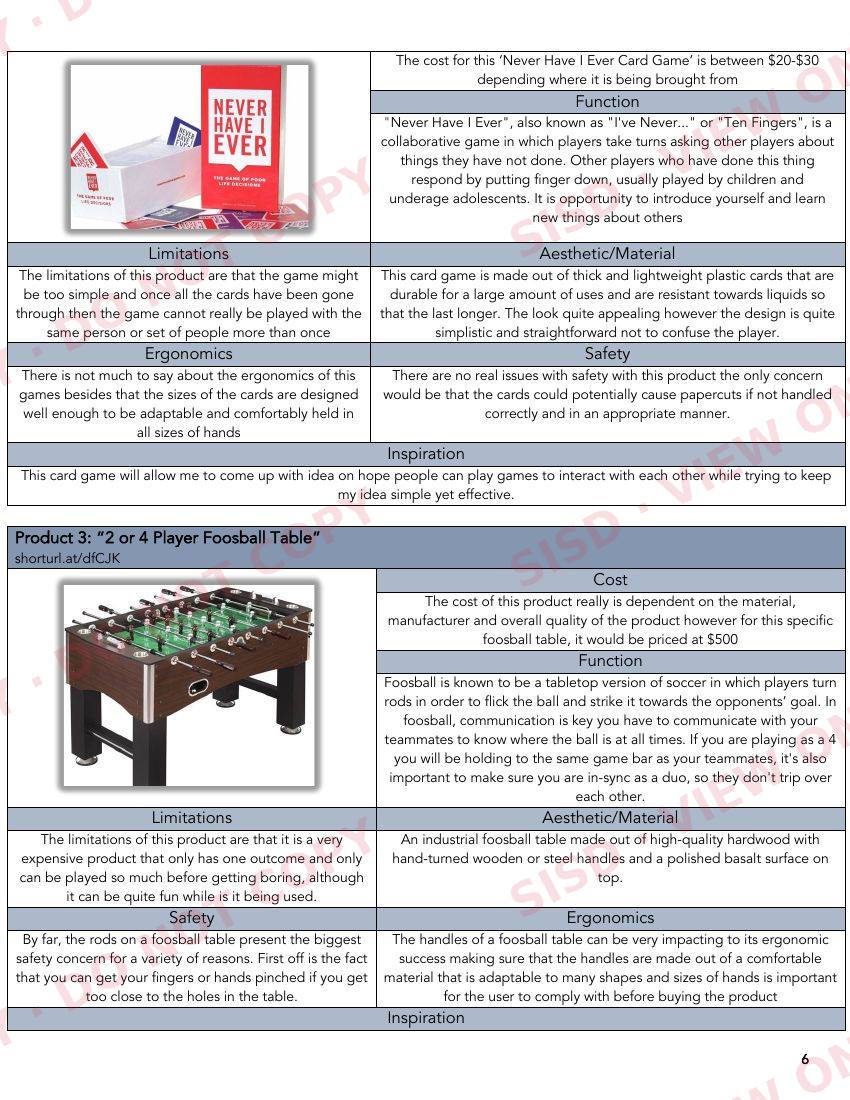 NEVER
HAVE I
EVER
THE GAME OF POOR
LIFE DECISIONS
THE GAME OF POOR
LIFE DECISIONS
The cost for this ‘Never Have I Ever Card Game’ is between $20-$30
depending where it is being brought from
Function
"Never Have I Ever", also known as "I've Never..." or "Ten Fingers", is a
collaborative game in which players take turns asking other players about
things they have not done. Other players who have done this thing
respond by putting finger down, usually played by children and
underage adolescents. It is opportunity to introduce yourself and learn
new things about others
Limitations
The limitations of this product are that the game might
be too simple and once all the cards have been gone
through then the game cannot really be played with the
same person or set of people more than once
Aesthetic/Material
This card game is made out of thick and lightweight plastic cards that are
durable for a large amount of uses and are resistant towards liquids so
that the last longer. The look quite appealing however the design is quite
simplistic and straightforward not to confuse the player.
Ergonomics
There is not much to say about the ergonomics of this
games besides that the sizes of the cards are designed
well enough to be adaptable and comfortably held in
all sizes of hands
Safety
There are no real issues with safety with this product the only concern
would be that the cards could potentially cause papercuts if not handled
correctly and in an appropriate manner.
Inspiration
This card game will allow me to come up with idea on hope people can play games to interact with each other while trying to keep
my idea simple yet effective.
Product 3: “2 or 4 Player Foosball Table”
shorturl.at/dfCJK
Cost
The cost of this product really is dependent on the material,
manufacturer and overall quality of the product however for this specific
foosball table, it would be priced at $500
Function
Foosball is known to be a tabletop version of soccer in which players turn
rods in order to flick the ball and strike it towards the opponents’ goal. In
foosball, communication is key you have to communicate with your
teammates to know where the ball is at all times. If you are playing as a 4
you will be holding to the same game bar as your teammates, it's also
important to make sure you are in-sync as a duo, so they don't trip over
each other.
Limitations
The limitations of this product are that it is a very
expensive product that only has one outcome and only
can be played so much before getting boring, although
it can be quite fun while is it being used.
Aesthetic/Material
An industrial foosball table made out of high-quality hardwood with
hand-turned wooden or steel handles and a polished basalt surface on
top.
Safety
By far, the rods on a foosball table present the biggest
safety concern for a variety of reasons. First off is the fact
that you can get your fingers or hands pinched if you get
too close to the holes in the table.
Ergonomics
The handles of a foosball table can be very impacting to its ergonomic
success making sure that the handles are made out of a comfortable
material that is adaptable to many shapes and sizes of hands is important
for the user to comply with before buying the product
Inspiration
6
SISD · VIEW ON
Y · DO NOT COPY
SISD · VIEW ON
Y · DO NOT COPY
SISD · VIEW ON
Y · DO NOT COPY